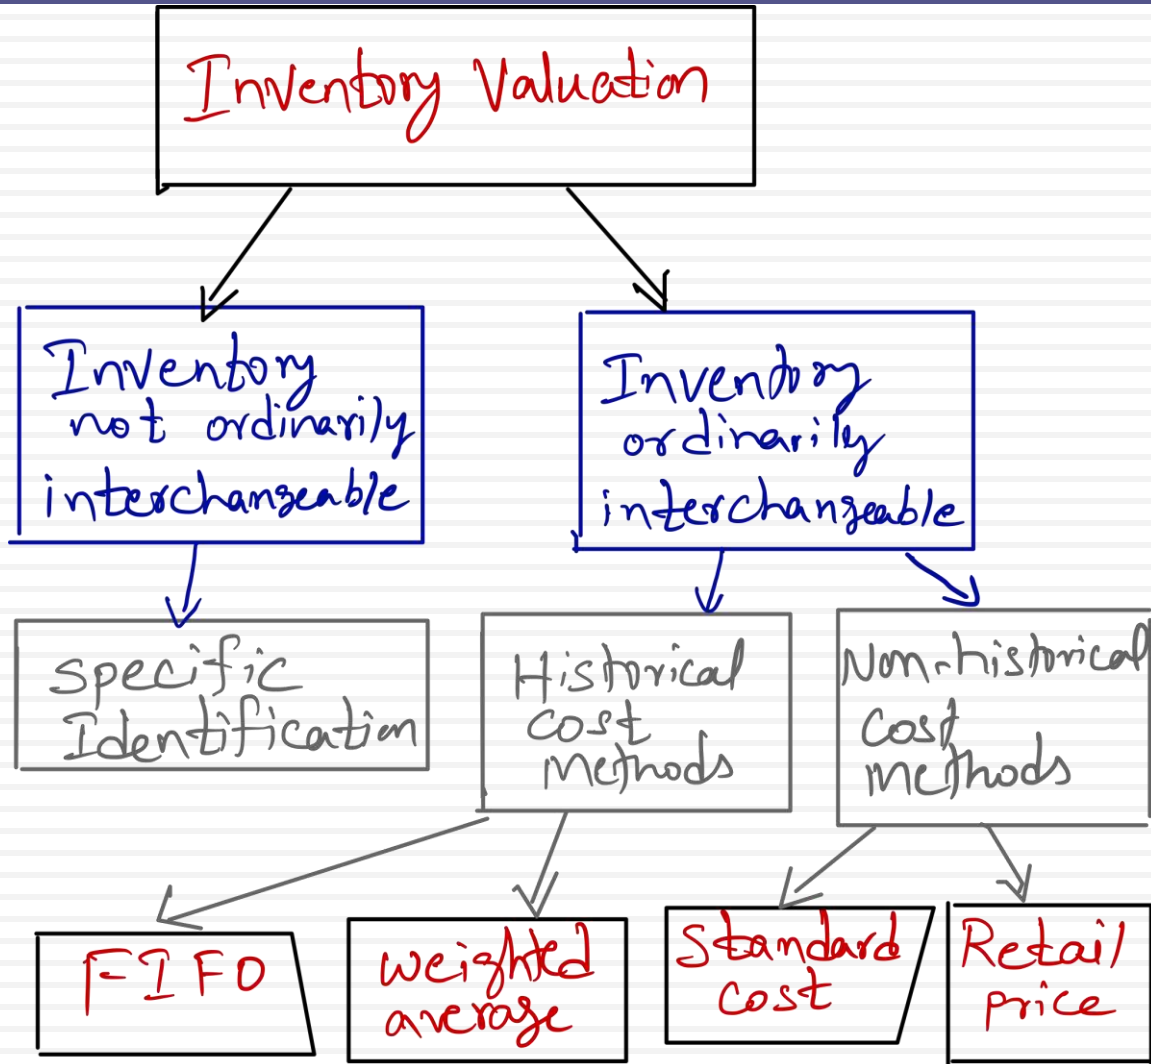 Inventory Valuation
Inventory
not ordinarily
interchangeable
Inventory
ordinarily
interchangeable
Specific
Identification
Historical
Cost
Methods
Non-historical
Cost
methods
FIFO
weighted
average
Standard
cost
Retail
price